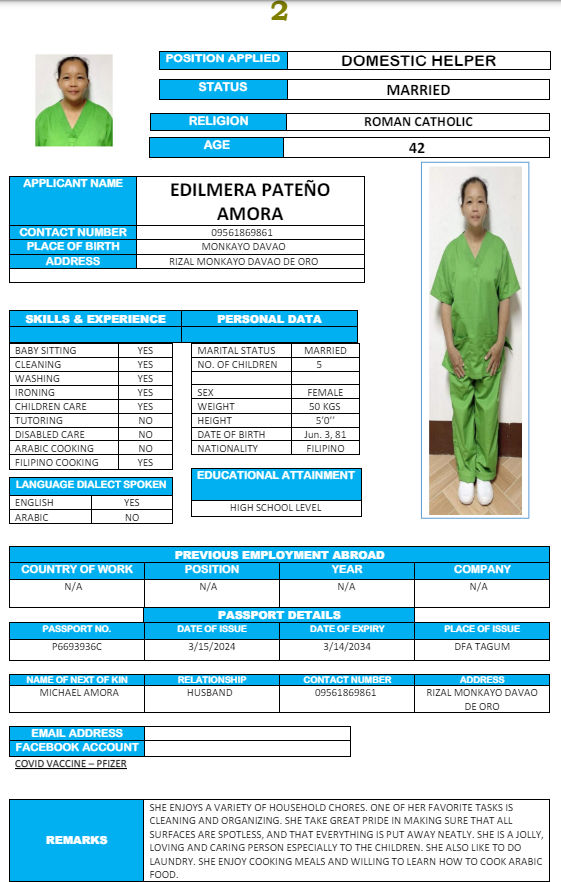 2
POSITION APPLIED DOMESTIC HELPER
STATUS MARRIED
RELIGION ROMAN CATHOLIC
AGE 42
APPLICANT NAME EDILMERA PATEÑO
AMORA
CONTACT NUMBER 09561869861
PLACE OF BIRTH MONKAYO DAVAO
ADDRESS RIZAL MONKAYO DAVAO DE ORO
SKILLS & EXPERIENCE PERSONAL DATA
BABY SITTING YES MARITAL STATUS MARRIED
CLEANING YES NO. OF CHILDREN 5
WASHING YES
IRONING YES SEX FEMALE
CHILDREN CARE YES WEIGHT 50 KGS
TUTORING NO HEIGHT 5'0''
DISABLED CARE NO DATE OF BIRTH Jun. 3, 81
ARABIC COOKING NO NATIONALITY FILIPINO
FILIPINO COOKING YES
EDUCATIONAL ATTAINMENT
LANGUAGE DIALECT SPOKEN
ENGLISH YES HIGH SCHOOL LEVEL
ARABIC NO
PREVIOUS EMPLOYMENT ABROAD
COUNTRY OF WORK POSITION YEAR COMPANY
N/A N/A N/A N/A
PASSPORT DETAILS
PASSPORT NO. DATE OF ISSUE DATE OF EXPIRY PLACE OF ISSUE
P6693936C 3/15/2024 3/14/2034 DFA TAGUM
NAME OF NEXT OF KIN RELATIONSHIP CONTACT NUMBER ADDRESS
MICHAEL AMORA HUSBAND 09561869861 RIZAL MONKAYO DAVAO
DE ORO
EMAIL ADDRESS
FACEBOOK ACCOUNT
COVID VACCINE – PFIZER
REMARKS
SHE ENJOYS A VARIETY OF HOUSEHOLD CHORES. ONE OF HER FAVORITE TASKS IS
CLEANING AND ORGANIZING. SHE TAKE GREAT PRIDE IN MAKING SURE THAT ALL
SURFACES ARE SPOTLESS, AND THAT EVERYTHING IS PUT AWAY NEATLY. SHE IS A JOLLY,
LOVING AND CARING PERSON ESPECIALLY TO THE CHILDREN. SHE ALSO LIKE TO DO
LAUNDRY. SHE ENJOY COOKING MEALS AND WILLING TO LEARN HOW TO COOK ARABIC
FOOD.